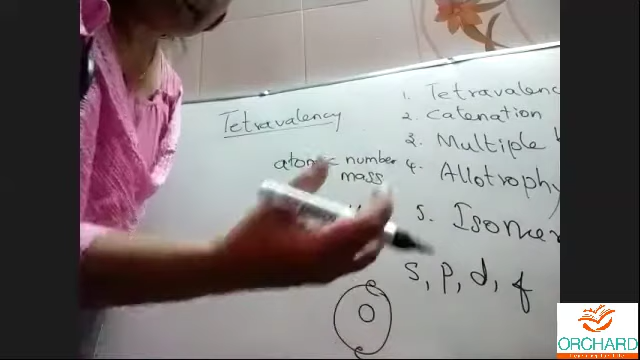 Tetravalency
atomic number
mass
1. Tetravalenc
2. Catenation
3. Multiple
4. Allotrophy
5. Isomer
s, p, d, f
ORCHARD